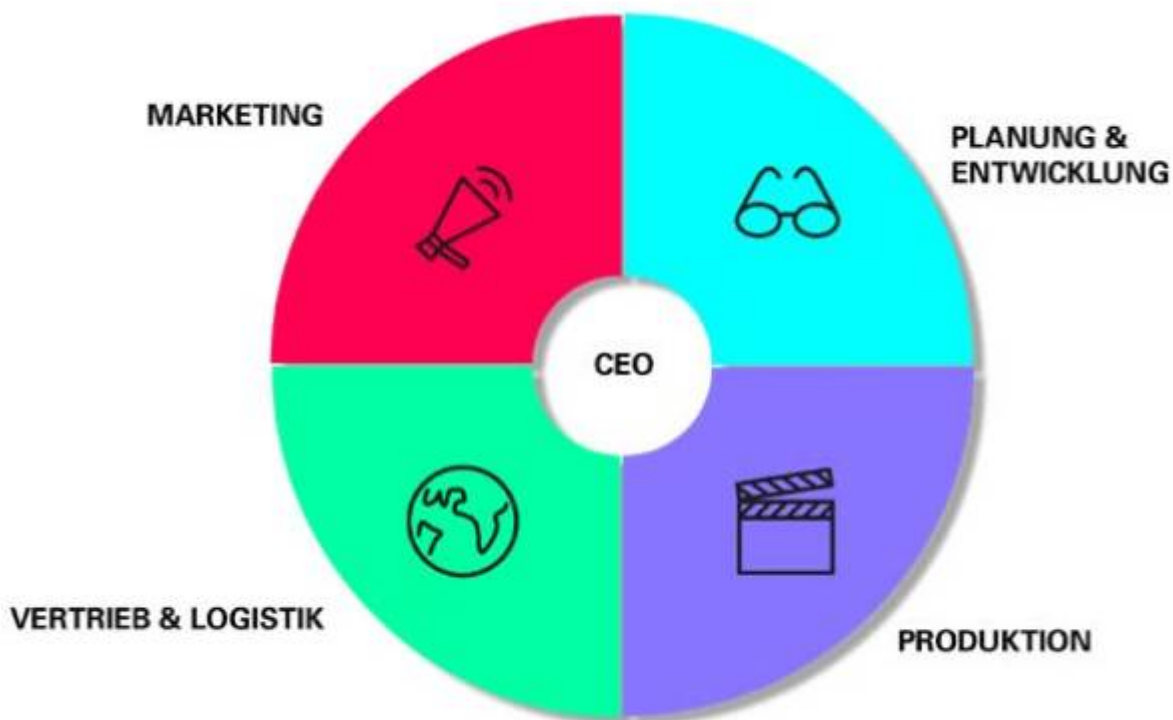 MARKETING
PLANUNG &
ENTWICKLUNG
CEO
VERTRIEB & LOGISTIK
PRODUKTION